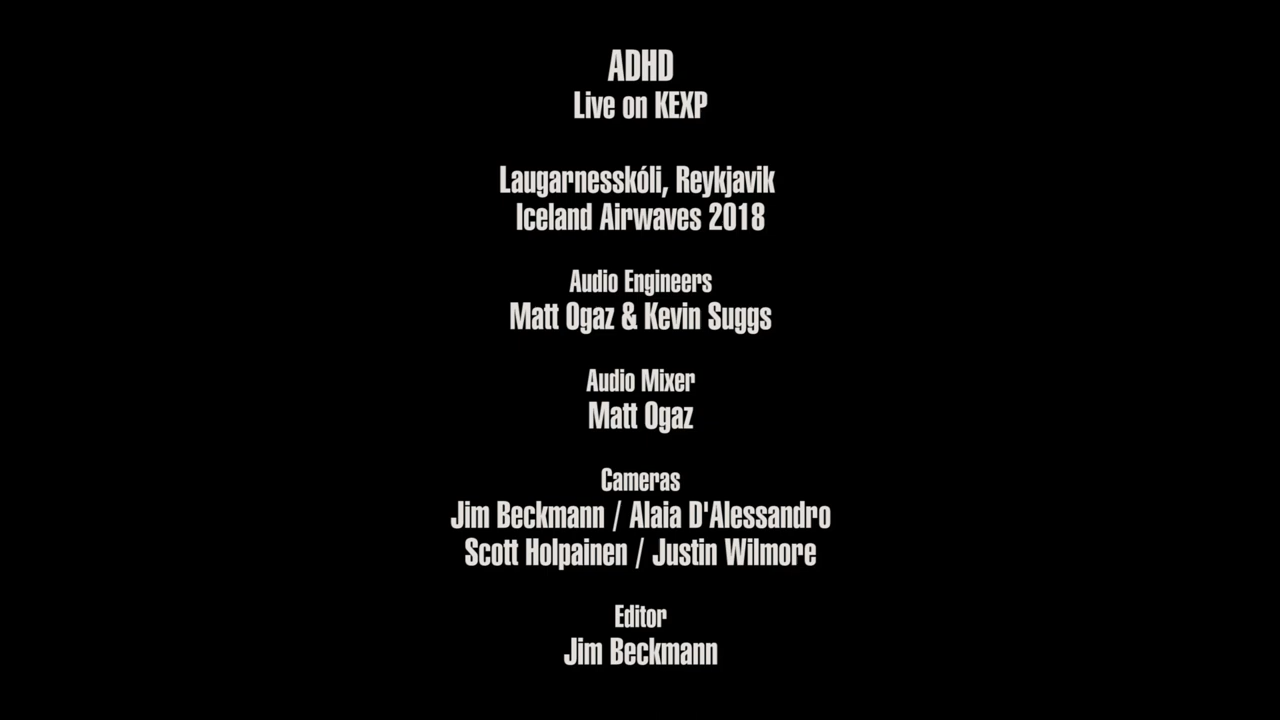 ADHD
Live on KEXP
Laugarnesskóli, Reykjavik
Iceland Airwaves 2018
Audio Engineers
Matt Ogaz & Kevin Suggs
Audio Mixer
Matt Ogaz
Cameras
Jim Beckmann / Alaia D'Alessandro
Scott Holpainen / Justin Wilmore
Editor
Jim Beckmann